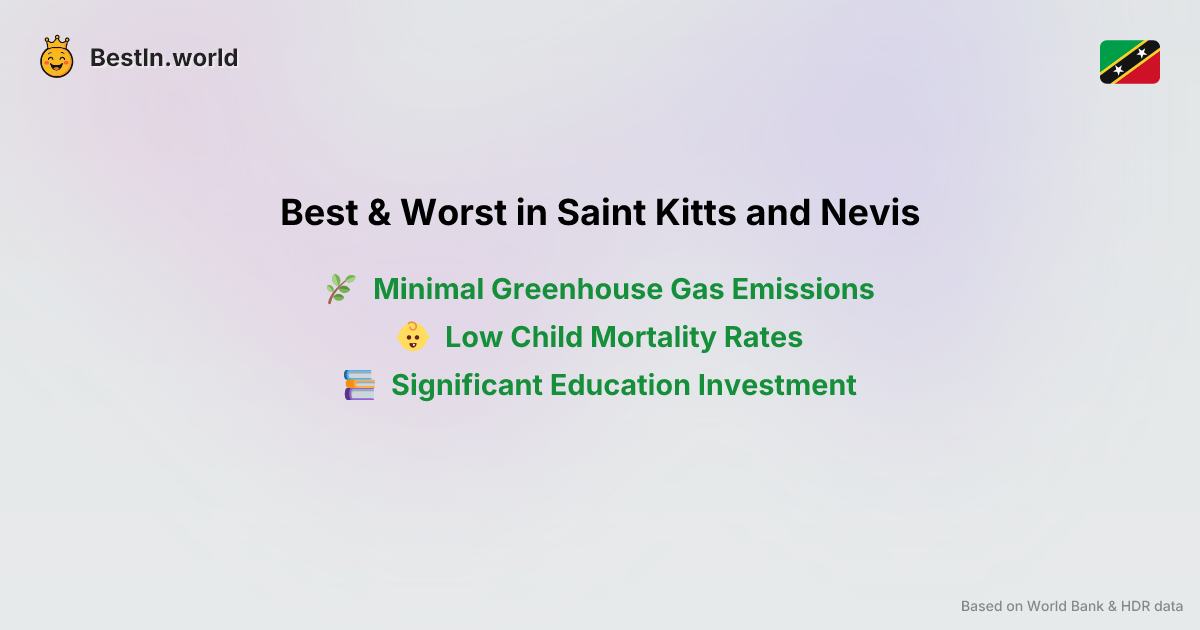 BestIn.world
Best & Worst in Saint Kitts and Nevis
Minimal Greenhouse Gas Emissions
Low Child Mortality Rates
Significant Education Investment
Based on World Bank & HDR data